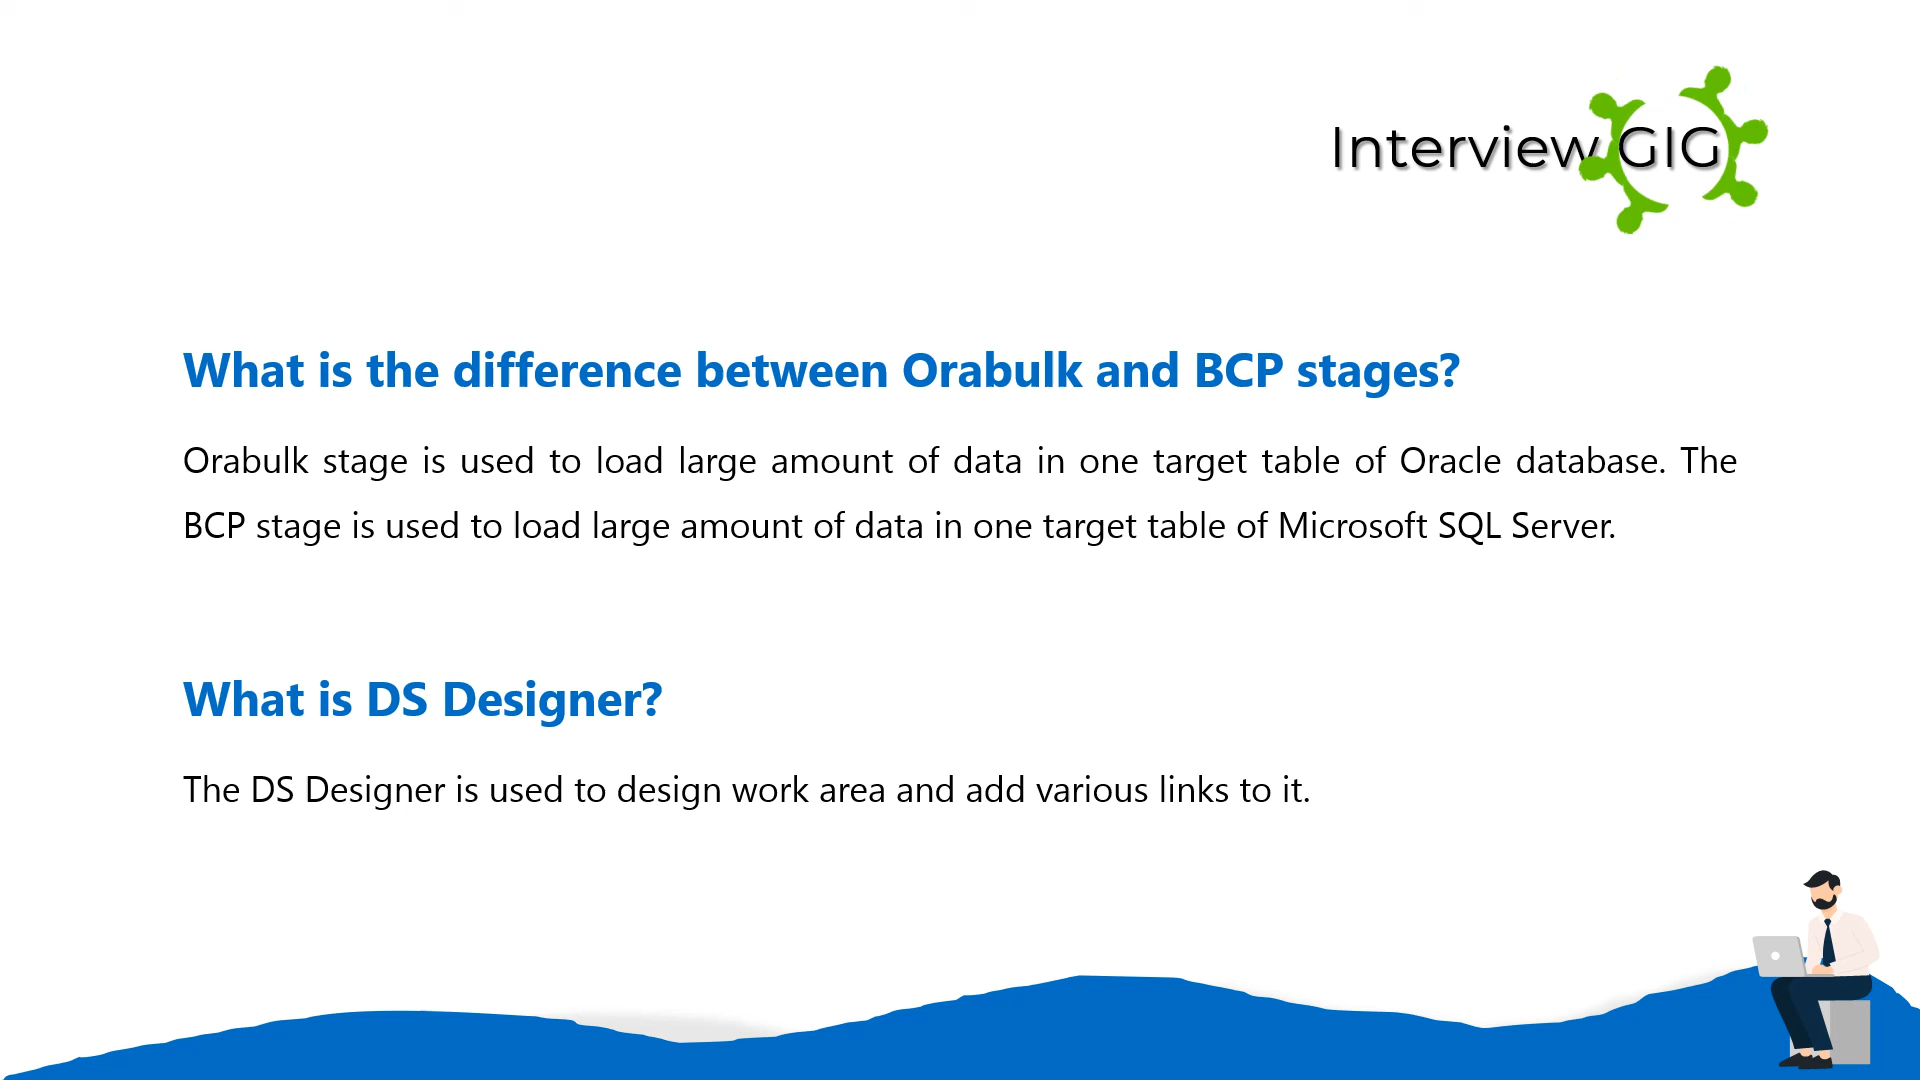 Interview GIG
What is the difference between Orabulk and BCP stages?
Orabulk stage is used to load large amount of data in one target table of Oracle database. The
BCP stage is used to load large amount of data in one target table of Microsoft SQL Server.
What is DS Designer?
The DS Designer is used to design work area and add various links to it.